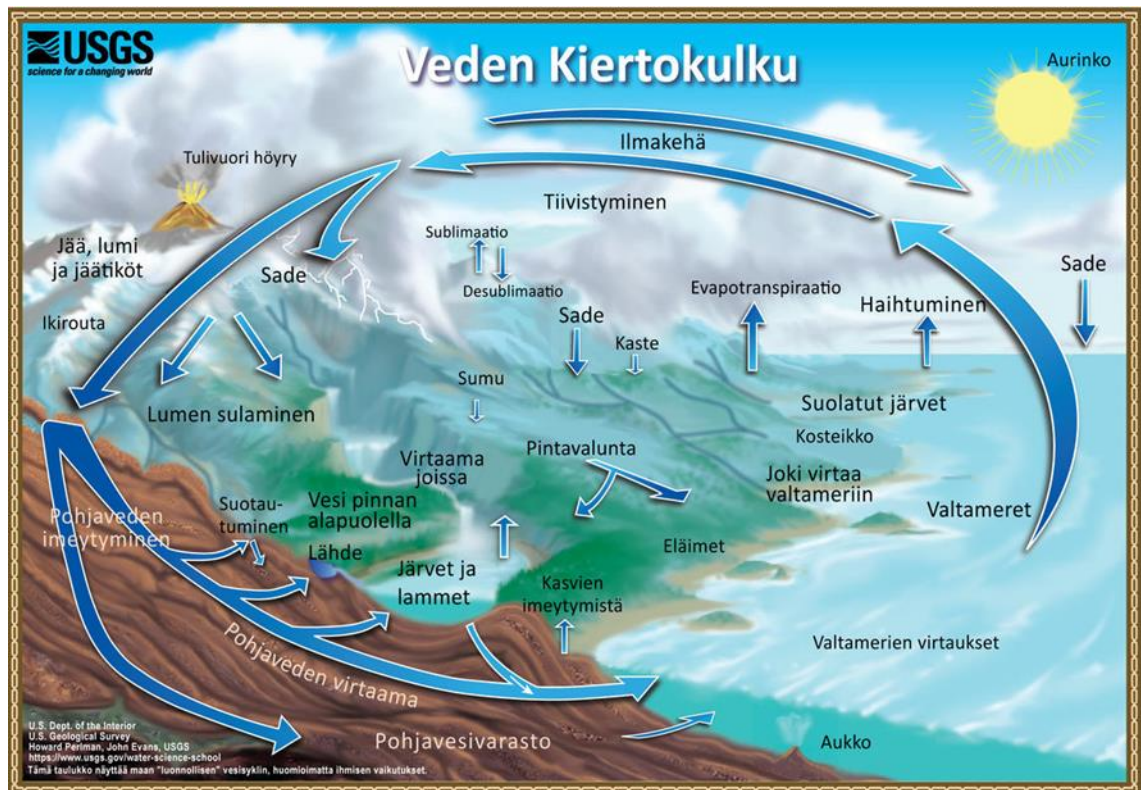 USGS
science for a changing world
Veden Kiertokulku
Aurinko
Ilmakehä
Tulivuori höyry
Tiivistyminen
Sublimaatio
Desublimaatio
Jää, lumi
ja jäätiköt
Sade
Sade
Evapotranspiraatio
Haihtuminen
Ikirouta
Sade
Kaste
Sumu
Lumen sulaminen
Suolatut järvet
Kosteikko
Pintavalunta
Virtaama
joissa
Joki virtaa
valtameriin
Vesi pinnan
alapuolella
Suotau-
tuminen
Valtameret
Pohjaveden
imeytyminen
Lähde
Eläimet
Järvet ja
lammet
Kasvien
imeytymistä
Pohjaveden virtaama
Valtamerien virtaukset
Pohjavesivarasto
Aukko
U.S. Dept. of the Interior
U.S. Geological Survey
Howard Perlman, John Evans, USGS
https://www.usgs.gov/water-science-school
Tämä taulukko näyttää maan "luonnollisen" vesisyklin, huomioimatta ihmisen vaikutukset.